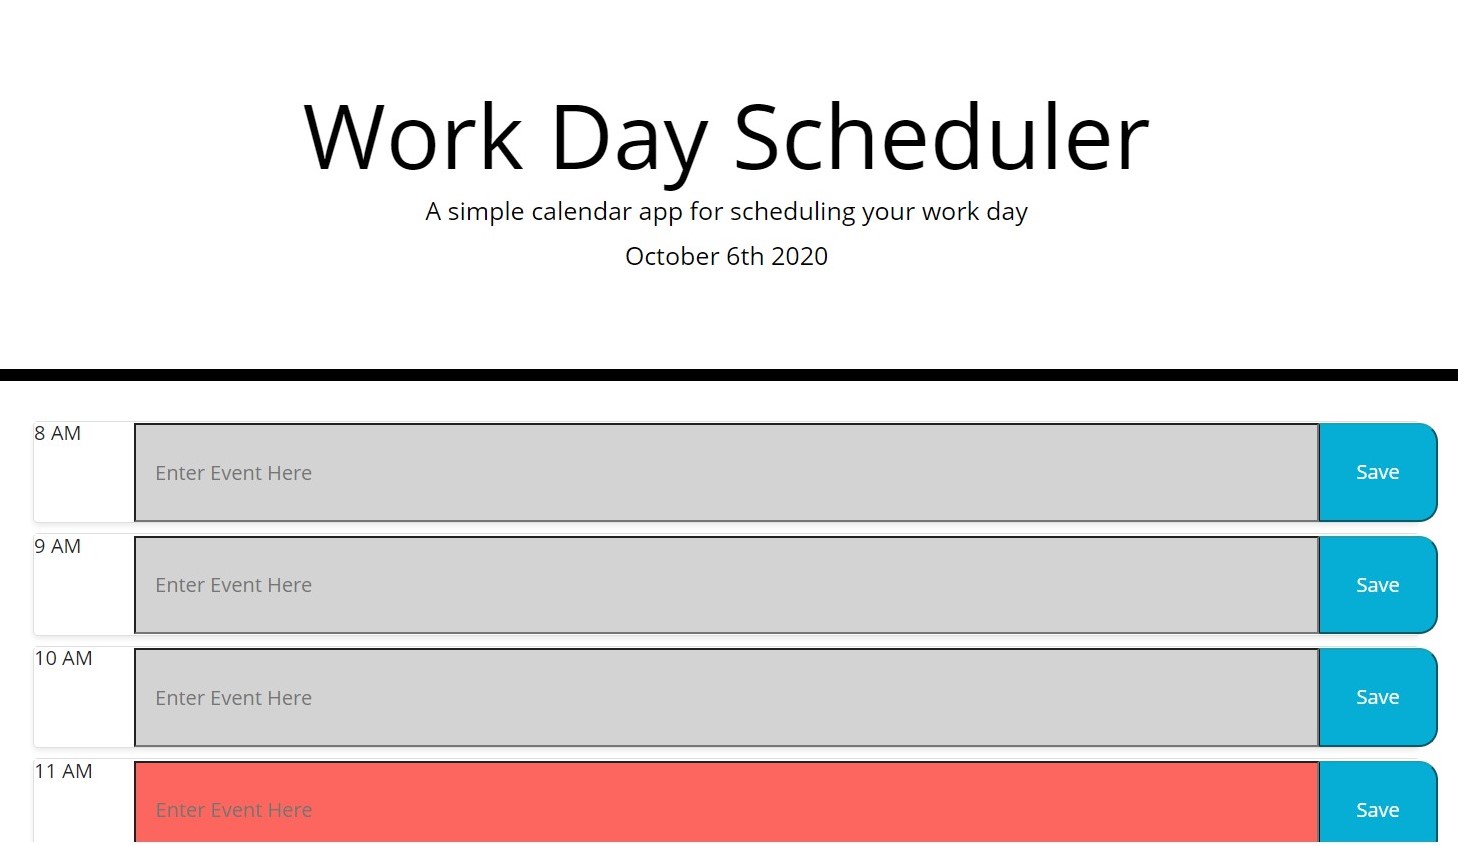 Work Day Scheduler
A simple calendar app for scheduling your work day
October 6th 2020
8 AM
Enter Event Here
Save
9 AM
Enter Event Here
Save
10 AM
Enter Event Here
Save
11 AM
Enter Event Here
Save